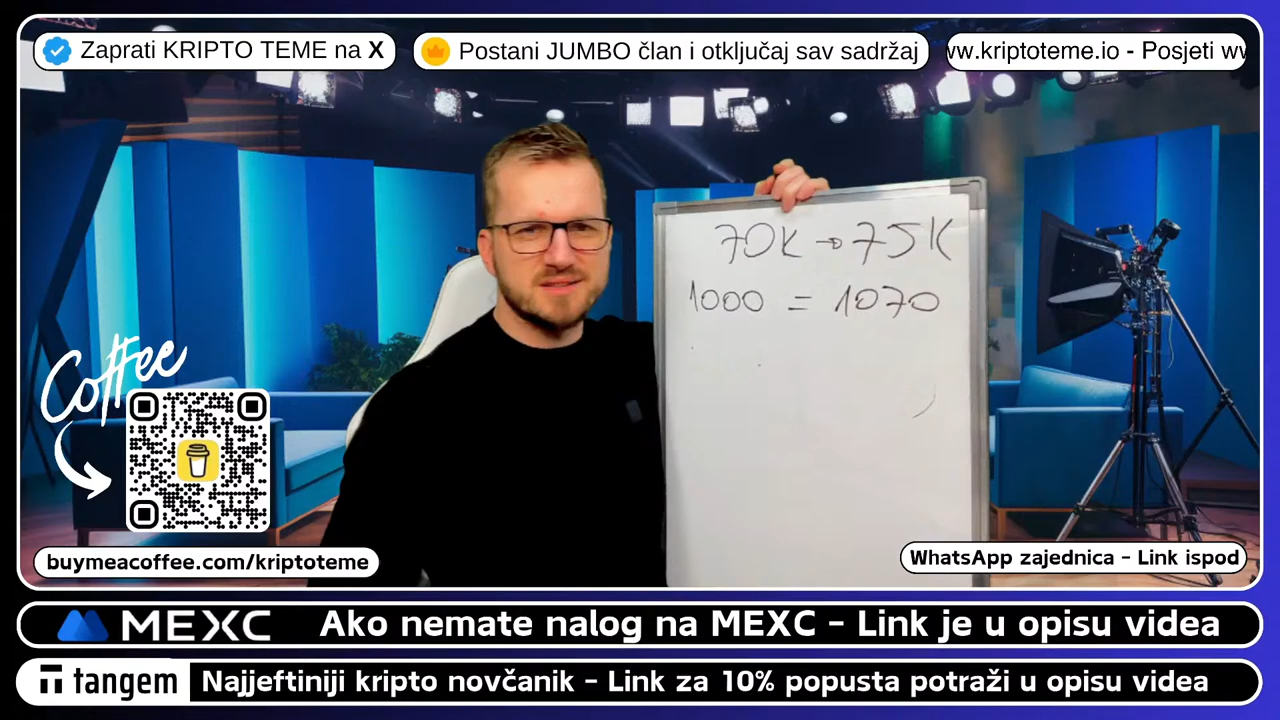 Zaprati KRIPTO TEME na X
Postani JUMBO član i otključaj sav sadržaj
www.kriptoteme.io - Posjeti
70K → 75K
1000 = 1070
Coffee
buymeacoffee.com/kriptoteme
WhatsApp zajednica - Link ispod
MEXC
Ako nemate nalog na MEXC - Link je u opisu videa
tangem
Najjeftiniji kripto novčanik - Link za 10% popusta potraži u opisu videa